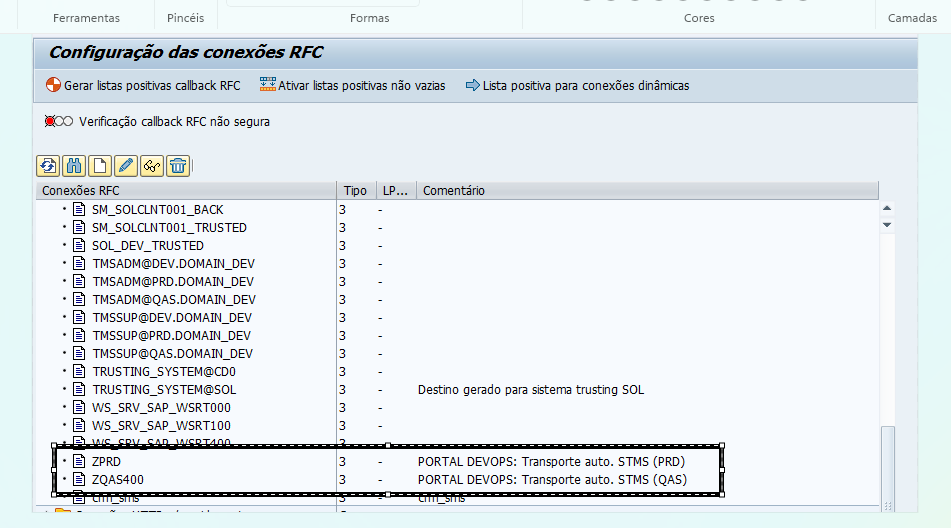 Ferramentas Pincéis Formas Cores Camadas
Configuração das conexões RFC
Gerar listas positivas callback RFC Ativar listas positivas não vazias Lista positiva para conexões dinâmicas
Verificação callback RFC não segura
Conexões RFC Tipo LP... Comentário
SM_SOLCLNT001_BACK 3 -
SM_SOLCLNT001_TRUSTED 3 -
SOL_DEV_TRUSTED 3 -
TMSADM@DEV.DOMAIN_DEV 3 -
TMSADM@PRD.DOMAIN_DEV 3 -
TMSADM@QAS.DOMAIN_DEV 3 -
TMSSUP@DEV.DOMAIN_DEV 3 -
TMSSUP@PRD.DOMAIN_DEV 3 -
TMSSUP@QAS.DOMAIN_DEV 3 -
TRUSTING_SYSTEM@CD0 3 -
TRUSTING_SYSTEM@SOL 3 - Destino gerado para sistema trusting SOL
WS_SRV_SAP_WSRT000 3 -
WS_SRV_SAP_WSRT100 3 -
WS_SRV_SAP_WSRT400 3 -
ZPRD 3 - PORTAL DEVOPS: Transporte auto. STMS (PRD)
ZQAS400 3 - PORTAL DEVOPS: Transporte auto. STMS (QAS)
crm_sms 3 - crm_sms